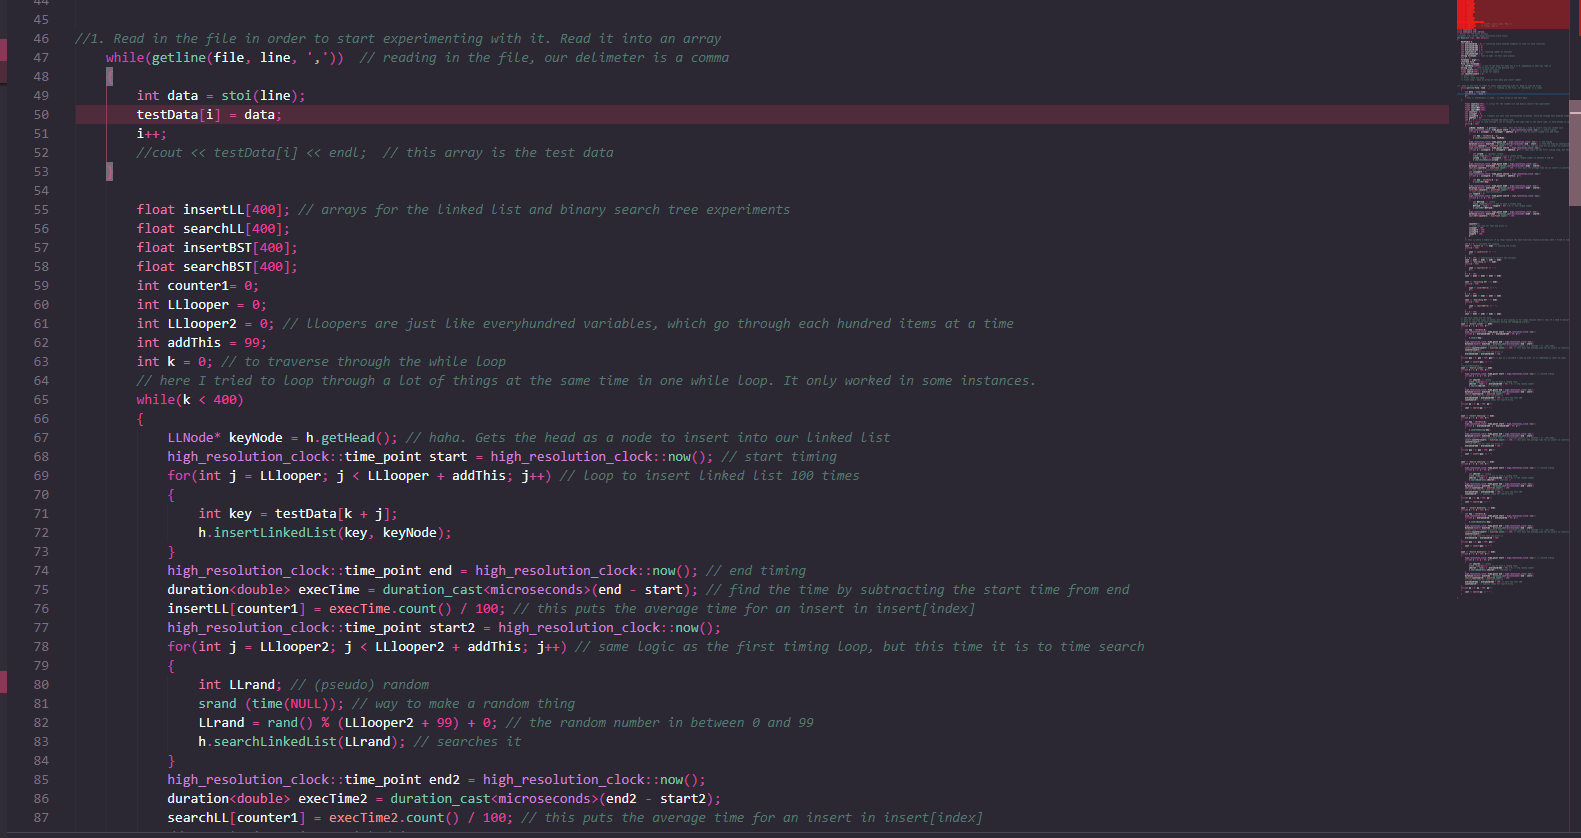 44
45
46 //1. Read in the file in order to start experimenting with it. Read it into an array
47 while(getline(file, line, ',')) // reading in the file, our delimeter is a comma
48 {
49 int data = stoi(line);
50 testData[i] = data;
51 i++;
52 //cout << testData[i] << endl; // this array is the test data
53 }
54
55 float insertLL[400]; // arrays for the linked list and binary search tree experiments
56 float searchLL[400];
57 float insertBST[400];
58 float searchBST[400];
59 int counter1= 0;
60 int LLlooper = 0;
61 int LLlooper2 = 0; // lloopers are just like everyhundred variables, which go through each hundred items at a time
62 int addThis = 99;
63 int k = 0; // to traverse through the while loop
64 // here I tried to loop through a lot of things at the same time in one while loop. It only worked in some instances.
65 while(k < 400)
66 {
67 LLNode* keyNode = h.getHead(); // haha. Gets the head as a node to insert into our linked list
68 high_resolution_clock::time_point start = high_resolution_clock::now(); // start timing
69 for(int j = LLlooper; j < LLlooper + addThis; j++) // loop to insert linked list 100 times
70 {
71 int key = testData[k + j];
72 h.insertLinkedList(key, keyNode);
73 }
74 high_resolution_clock::time_point end = high_resolution_clock::now(); // end timing
75 duration<double> execTime = duration_cast<microseconds>(end - start); // find the time by subtracting the start time from end
76 insertLL[counter1] = execTime.count() / 100; // this puts the average time for an insert in insert[index]
77 high_resolution_clock::time_point start2 = high_resolution_clock::now();
78 for(int j = LLlooper2; j < LLlooper2 + addThis; j++) // same logic as the first timing loop, but this time it is to time search
79 {
80 int LLrand; // (pseudo) random
81 srand (time(NULL)); // way to make a random thing
82 LLrand = rand() % (LLlooper2 + 99) + 0; // the random number in between 0 and 99
83 h.searchLinkedList(LLrand); // searches it
84 }
85 high_resolution_clock::time_point end2 = high_resolution_clock::now();
86 duration<double> execTime2 = duration_cast<microseconds>(end2 - start2);
87 searchLL[counter1] = execTime2.count() / 100; // this puts the average time for an insert in insert[index]